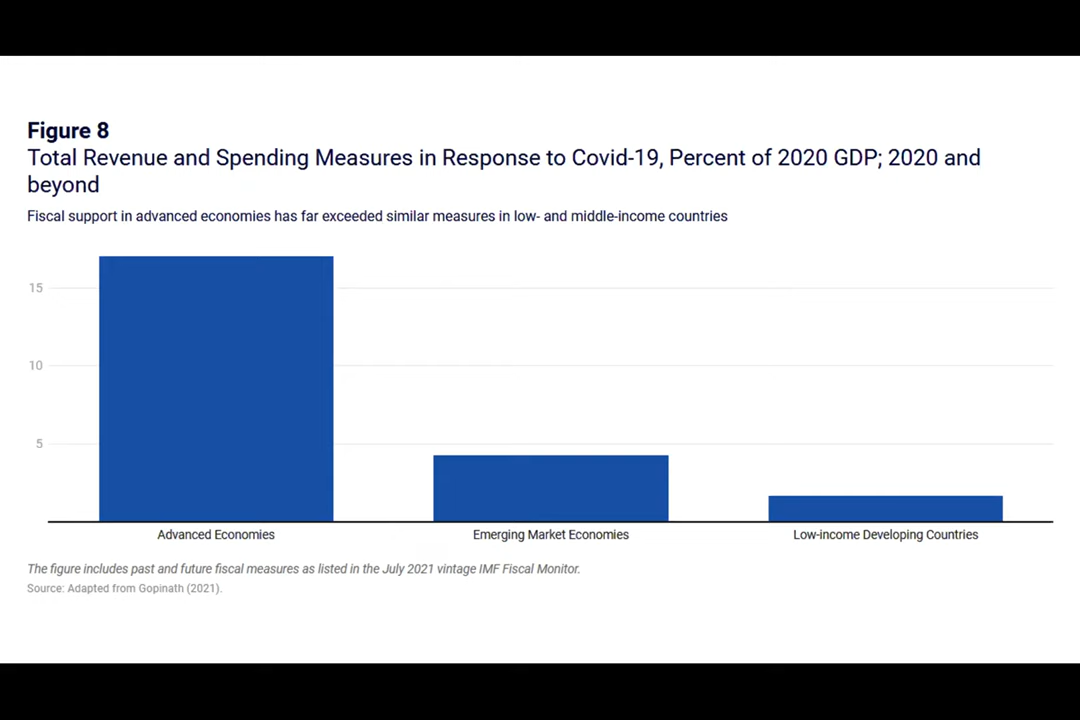 Figure 8
Total Revenue and Spending Measures in Response to Covid-19, Percent of 2020 GDP; 2020 and
beyond
Fiscal support in advanced economies has far exceeded similar measures in low- and middle-income countries
15
10
5
Advanced Economies
Emerging Market Economies
Low-income Developing Countries
The figure includes past and future fiscal measures as listed in the July 2021 vintage IMF Fiscal Monitor.
Source: Adapted from Gopinath (2021).